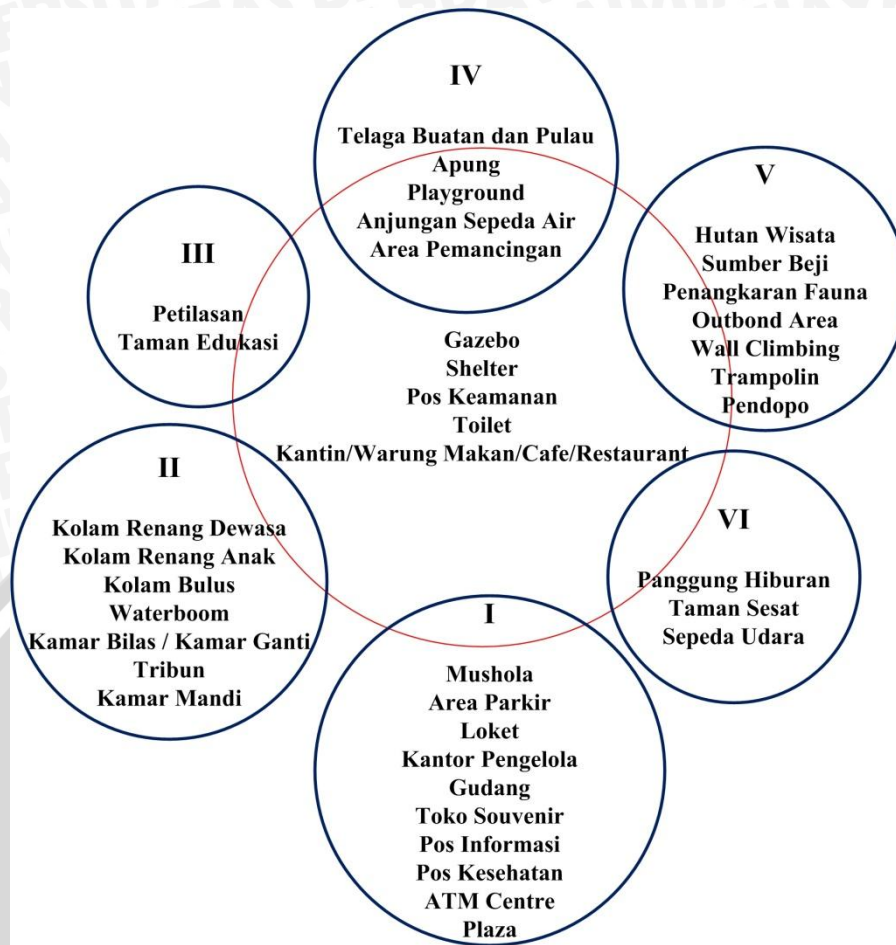 IV
Telaga Buatan dan Pulau
Apung
Playground
Anjungan Sepeda Air
Area Pemancingan
V
Hutan Wisata
Sumber Beji
Penangkaran Fauna
Outbond Area
Wall Climbing
Trampolin
Pendopo
III
Petilasan
Taman Edukasi
Gazebo
Shelter
Pos Keamanan
Toilet
Kantin/Warung Makan/Cafe/Restaurant
II
Kolam Renang Dewasa
Kolam Renang Anak
Kolam Bulus
Waterboom
Kamar Bilas / Kamar Ganti
Tribun
Kamar Mandi
VI
Panggung Hiburan
Taman Sesat
Sepeda Udara
I
Mushola
Area Parkir
Loket
Kantor Pengelola
Gudang
Toko Souvenir
Pos Informasi
Pos Kesehatan
ATM Centre
Plaza